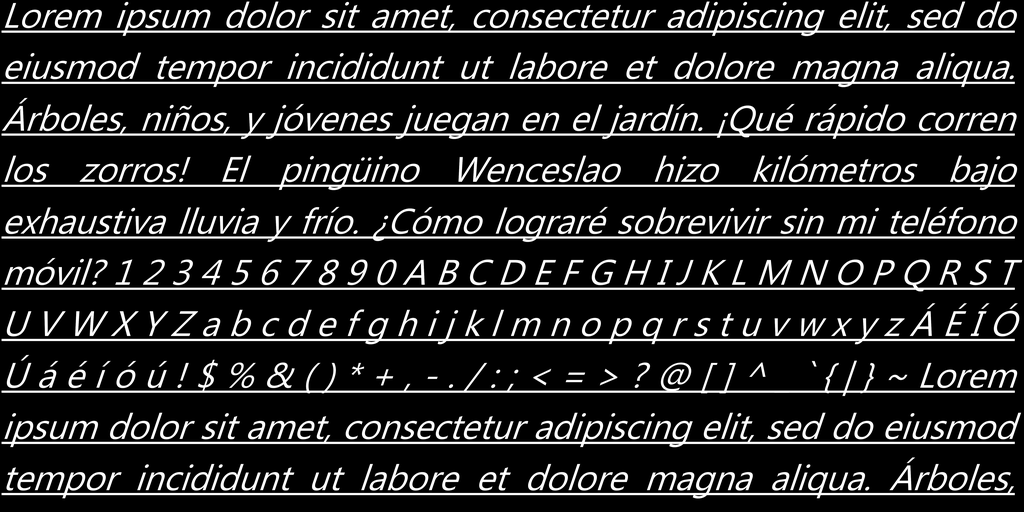 Lorem ipsum dolor sit amet, consectetur adipiscing elit, sed do
eiusmod tempor incididunt ut labore et dolore magna aliqua.
Árboles, niños, y jóvenes juegan en el jardín. ¡Qué rápido corren
los zorros! El pingüino Wenceslao hizo kilómetros bajo
exhaustiva lluvia y frío. ¿Cómo lograré sobrevivir sin mi teléfono
móvil? 1 2 3 4 5 6 7 8 9 0 A B C D E F G H I J K L M N O P Q R S T
U V W X Y Z a b c d e f g h i j k l m n o p q r s t u v w x y z Á É Í Ó
Ú á é í ó ú ! $ % & ( ) * + , - . / : ; < = > ? @ [ ] ^ _ ` { | } ~ Lorem
ipsum dolor sit amet, consectetur adipiscing elit, sed do eiusmod
tempor incididunt ut labore et dolore magna aliqua. Árboles,